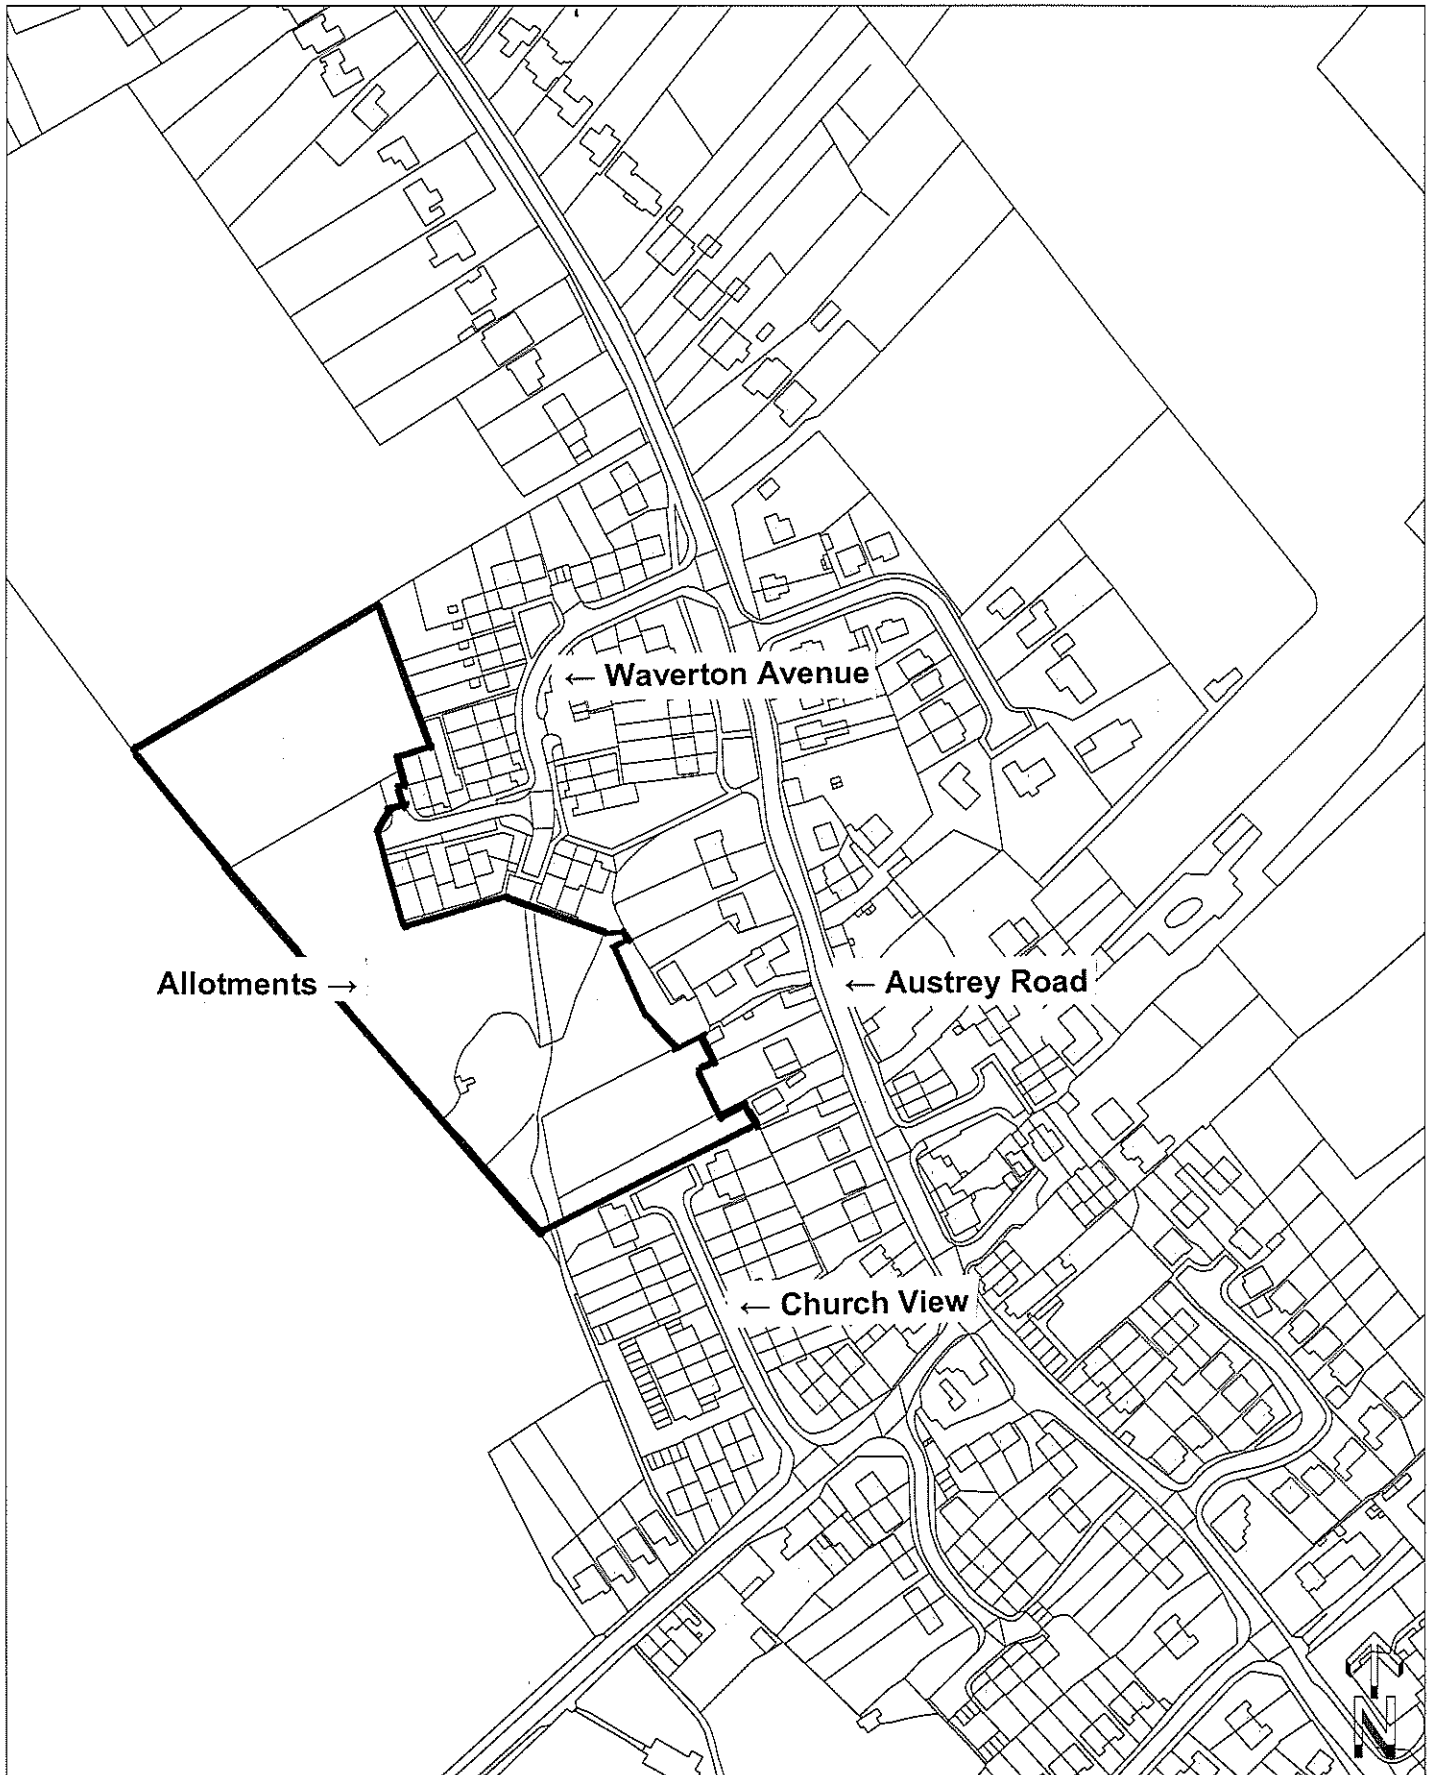 ← Waverton Avenue
Allotments →
← Austrey Road
← Church View
N